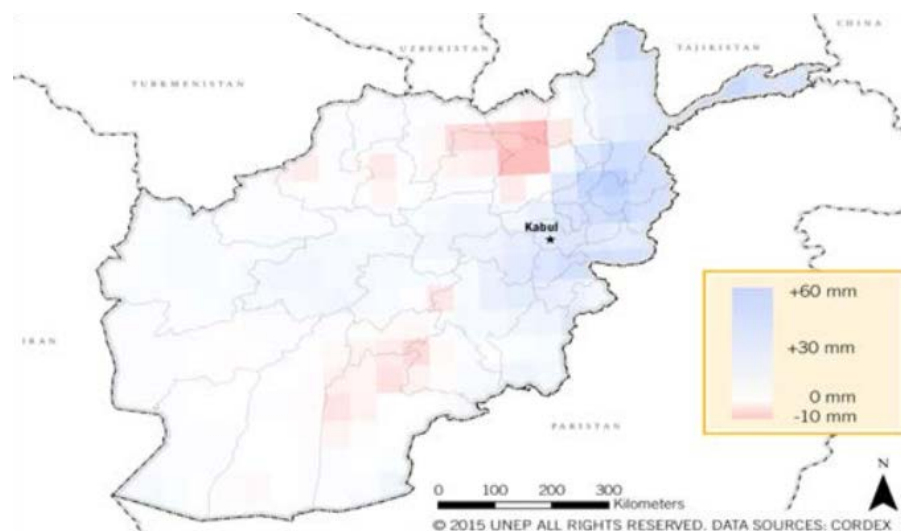 CHINA
UZBEKISTAN
TAJIKISTAN
TURKMENISTAN
Kabul
+60 mm
+30 mm
IRAN
0 mm
-10 mm
PAKISTAN
N
0 100 200 300
Kilometers
© 2015 UNEP ALL RIGHTS RESERVED. DATA SOURCES: CORDEX